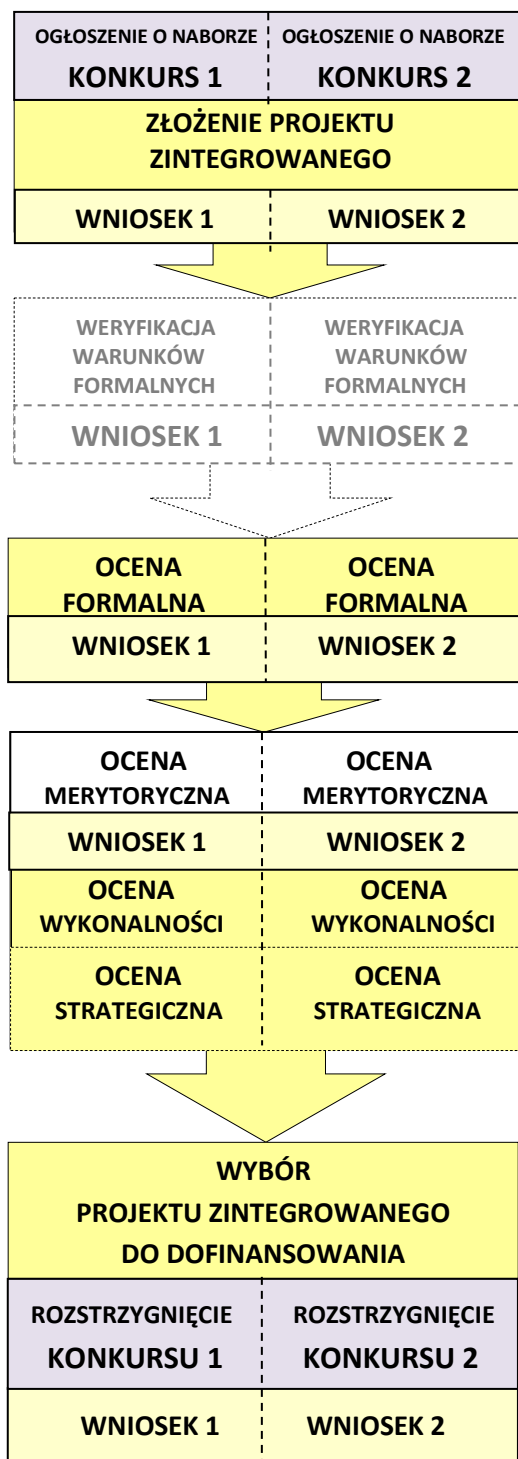 OGŁOSZENIE O NABORZE OGŁOSZENIE O NABORZE
KONKURS 1 KONKURS 2
ZŁOŻENIE PROJEKTU
ZINTEGROWANEGO
WNIOSEK 1 WNIOSEK 2
WERYFIKACJA WERYFIKACJA
WARUNKÓW WARUNKÓW
FORMALNYCH FORMALNYCH
WNIOSEK 1 WNIOSEK 2
OCENA OCENA
FORMALNA FORMALNA
WNIOSEK 1 WNIOSEK 2
OCENA OCENA
MERYTORYCZNA MERYTORYCZNA
WNIOSEK 1 WNIOSEK 2
OCENA OCENA
WYKONALNOŚCI WYKONALNOŚCI
OCENA OCENA
STRATEGICZNA STRATEGICZNA
WYBÓR
PROJEKTU ZINTEGROWANEGO
DO DOFINANSOWANIA
ROZSTRZYGNIĘCIE ROZSTRZYGNIĘCIE
KONKURSU 1 KONKURSU 2
WNIOSEK 1 WNIOSEK 2